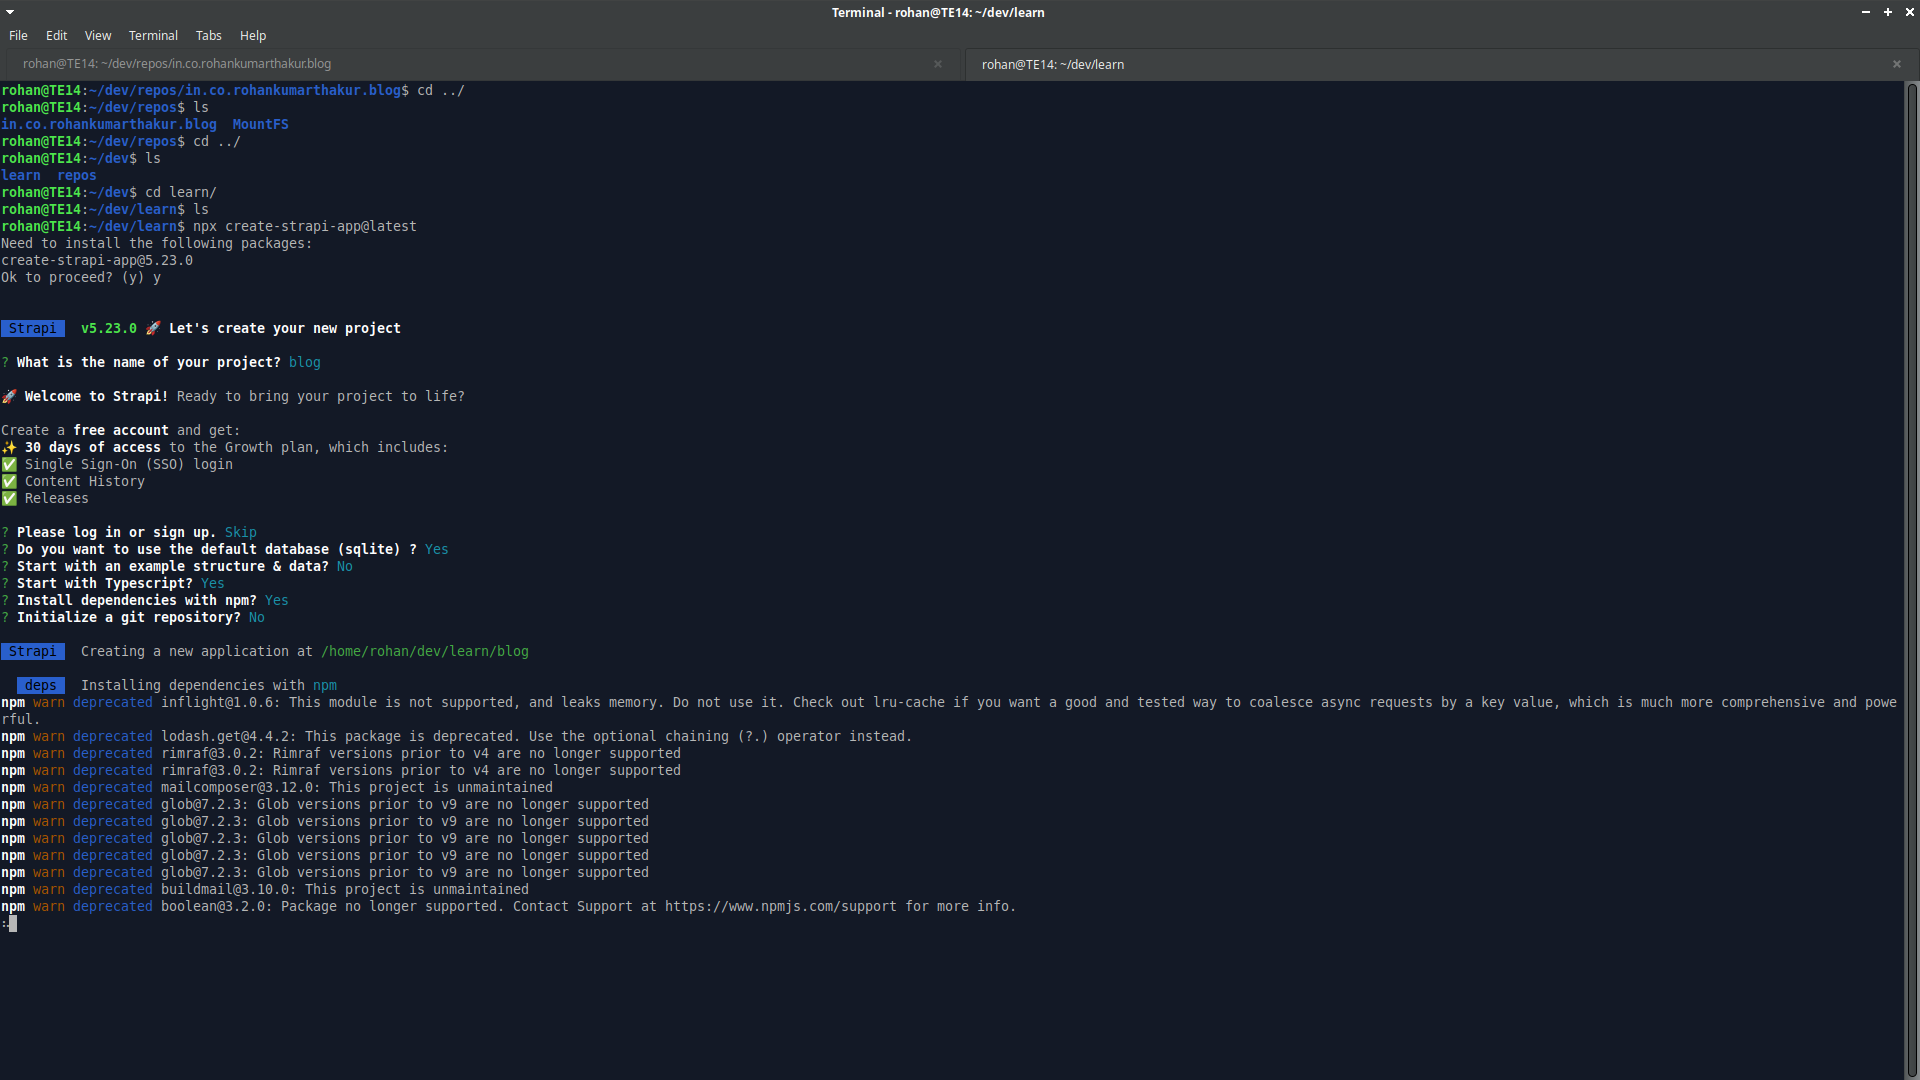 Terminal - rohan@TE14: ~/dev/learn
File Edit View Terminal Tabs Help
rohan@TE14: ~/dev/repos/in.co.rohankumarthakur.blog
rohan@TE14: ~/dev/learn
rohan@TE14:~/dev/repos/in.co.rohankumarthakur.blog$ cd ../
rohan@TE14:~/dev/repos$ ls
in.co.rohankumarthakur.blog  MountFS
rohan@TE14:~/dev/repos$ cd ../
rohan@TE14:~/dev$ ls
learn  repos
rohan@TE14:~/dev$ cd learn/
rohan@TE14:~/dev/learn$ ls
rohan@TE14:~/dev/learn$ npx create-strapi-app@latest
Need to install the following packages:
create-strapi-app@5.23.0
Ok to proceed? (y) y
Strapi  v5.23.0 🚀 Let's create your new project
? What is the name of your project? blog
🚀 Welcome to Strapi! Ready to bring your project to life?
Create a free account and get:
✨ 30 days of access to the Growth plan, which includes:
✅ Single Sign-On (SSO) login
✅ Content History
✅ Releases
? Please log in or sign up. Skip
? Do you want to use the default database (sqlite) ? Yes
? Start with an example structure & data? No
? Start with Typescript? Yes
? Install dependencies with npm? Yes
? Initialize a git repository? No
Strapi  Creating a new application at /home/rohan/dev/learn/blog
deps  Installing dependencies with npm
npm warn deprecated inflight@1.0.6: This module is not supported, and leaks memory. Do not use it. Check out lru-cache if you want a good and tested way to coalesce async requests by a key value, which is much more comprehensive and powe
rful.
npm warn deprecated lodash.get@4.4.2: This package is deprecated. Use the optional chaining (?.) operator instead.
npm warn deprecated rimraf@3.0.2: Rimraf versions prior to v4 are no longer supported
npm warn deprecated rimraf@3.0.2: Rimraf versions prior to v4 are no longer supported
npm warn deprecated mailcomposer@3.12.0: This project is unmaintained
npm warn deprecated glob@7.2.3: Glob versions prior to v9 are no longer supported
npm warn deprecated glob@7.2.3: Glob versions prior to v9 are no longer supported
npm warn deprecated glob@7.2.3: Glob versions prior to v9 are no longer supported
npm warn deprecated glob@7.2.3: Glob versions prior to v9 are no longer supported
npm warn deprecated glob@7.2.3: Glob versions prior to v9 are no longer supported
npm warn deprecated buildmail@3.10.0: This project is unmaintained
npm warn deprecated boolean@3.2.0: Package no longer supported. Contact Support at https://www.npmjs.com/support for more info.